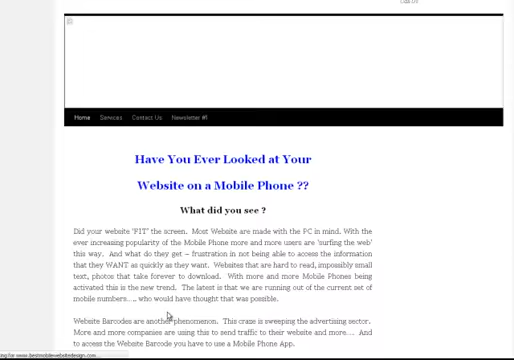 Home Services Contact Us Newsletter #1
Have You Ever Looked at Your
Website on a Mobile Phone ??
What did you see ?
Did your website 'FIT' the screen. Most Website are made with the PC in mind. With the
ever increasing popularity of the Mobile Phone more and more users are 'surfing the web'
this way. And what do they get – frustration in not being able to access the information
that they WANT as quickly as they want. Websites that are hard to read, impossibly small
text, photos that take forever to download. With more and more Mobile Phones being
activated this is the new trend. The latest is that we are running out of the current set of
mobile numbers…, who would have thought that was possible.
Website Barcodes are another phenomenon. This craze is sweeping the advertising sector.
More and more companies are using this to send traffic to their website and more…. And
to access the Website Barcode you have to use a Mobile Phone App.